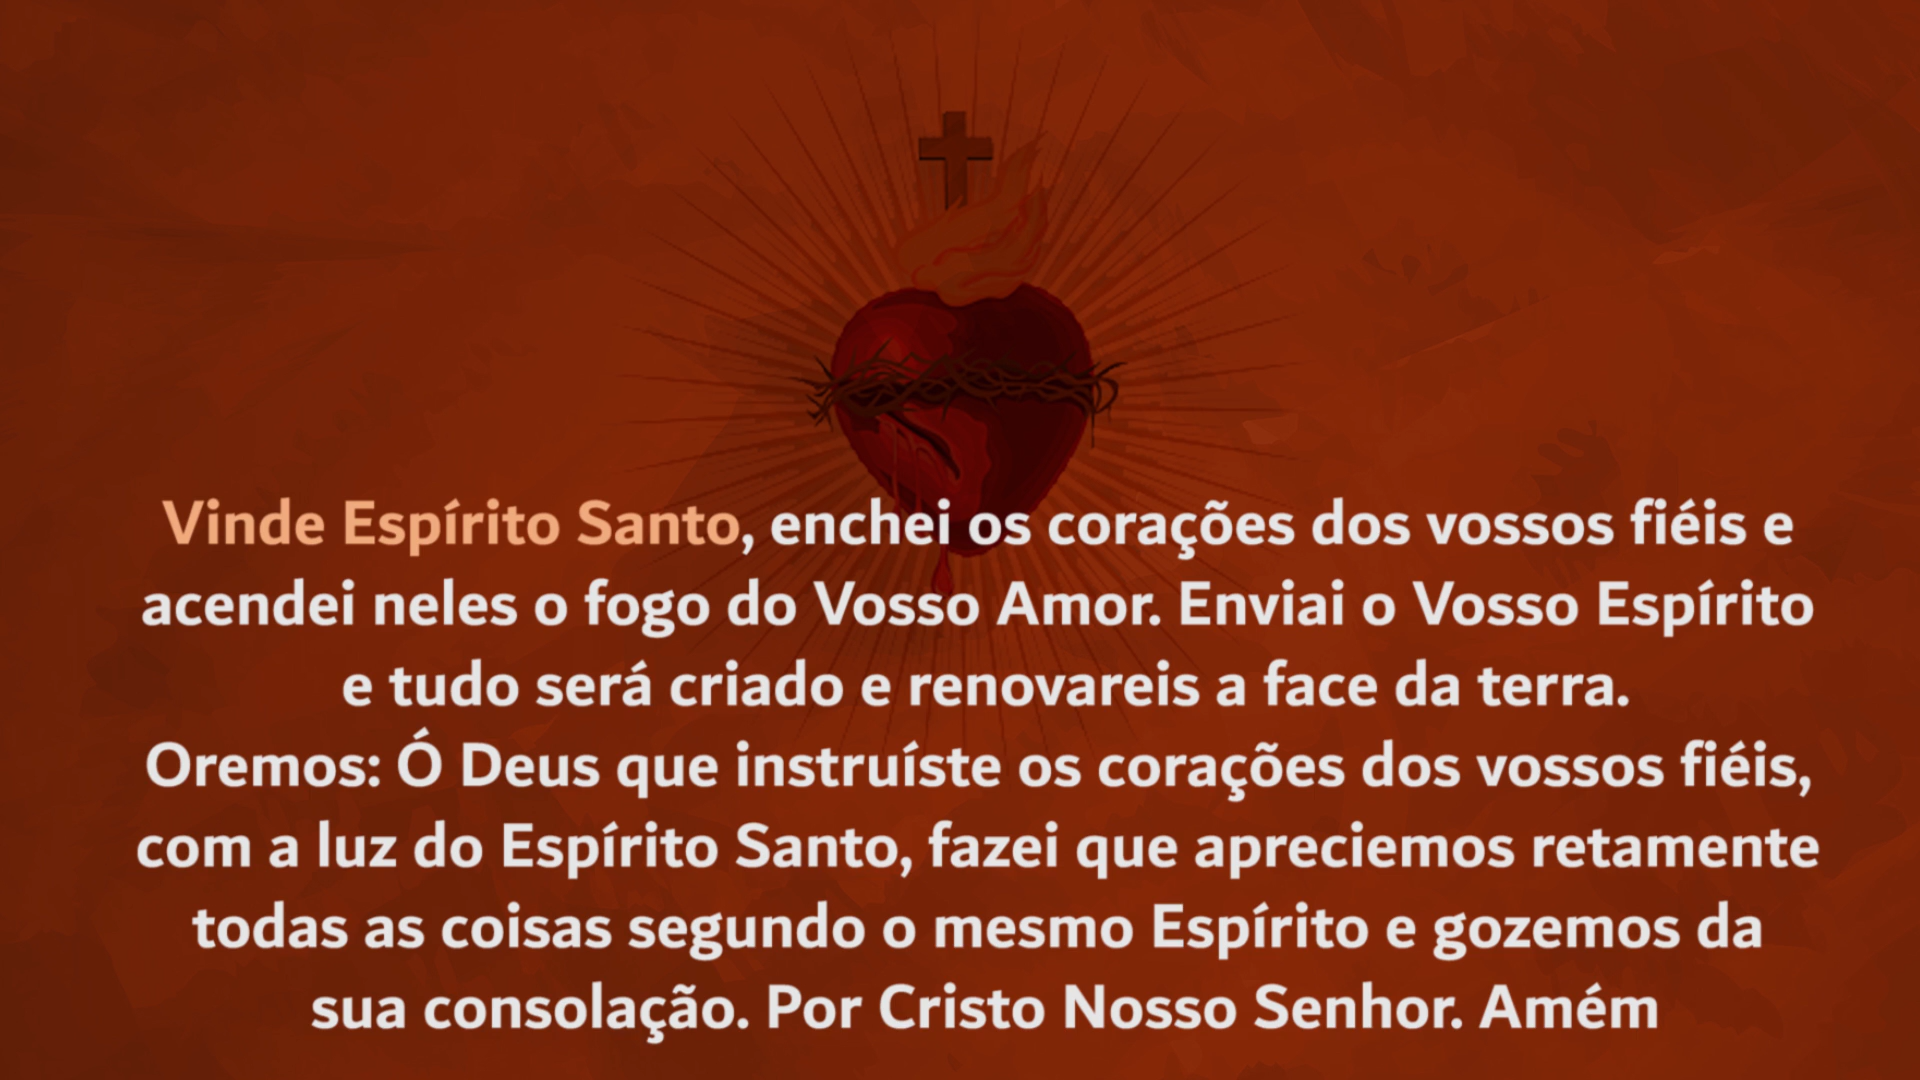 Vinde Espírito Santo, enchei os corações dos vossos fiéis e
acendei neles o fogo do Vosso Amor. Enviai o Vosso Espírito
e tudo será criado e renovareis a face da terra.
Oremos: Ó Deus que instruíste os corações dos vossos fiéis,
com a luz do Espírito Santo, fazei que apreciemos retamente
todas as coisas segundo o mesmo Espírito e gozemos da
sua consolação. Por Cristo Nosso Senhor. Amém